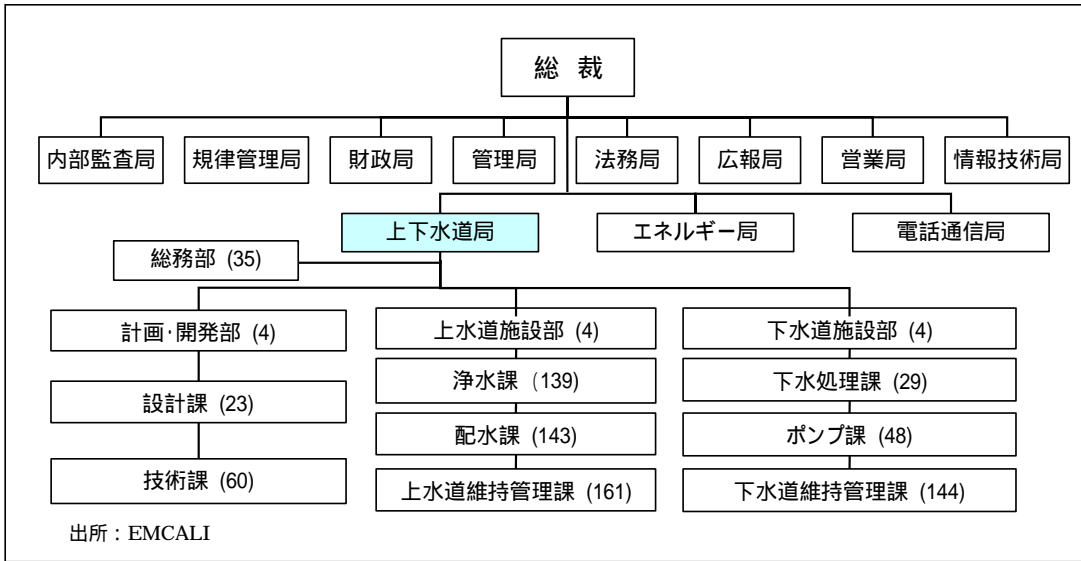 総 裁
内部監査局
規律管理局
財政局
管理局
法務局
広報局
営業局
情報技術局
上下水道局
エネルギー局
電話通信局
総務部 (35)
計画・開発部 (4)
上水道施設部 (4)
下水道施設部 (4)
設計課 (23)
浄水課 (139)
下水処理課 (29)
配水課 (143)
ポンプ課 (48)
技術課 (60)
上水道維持管理課 (161)
下水道維持管理課 (144)
出所：EMCALI